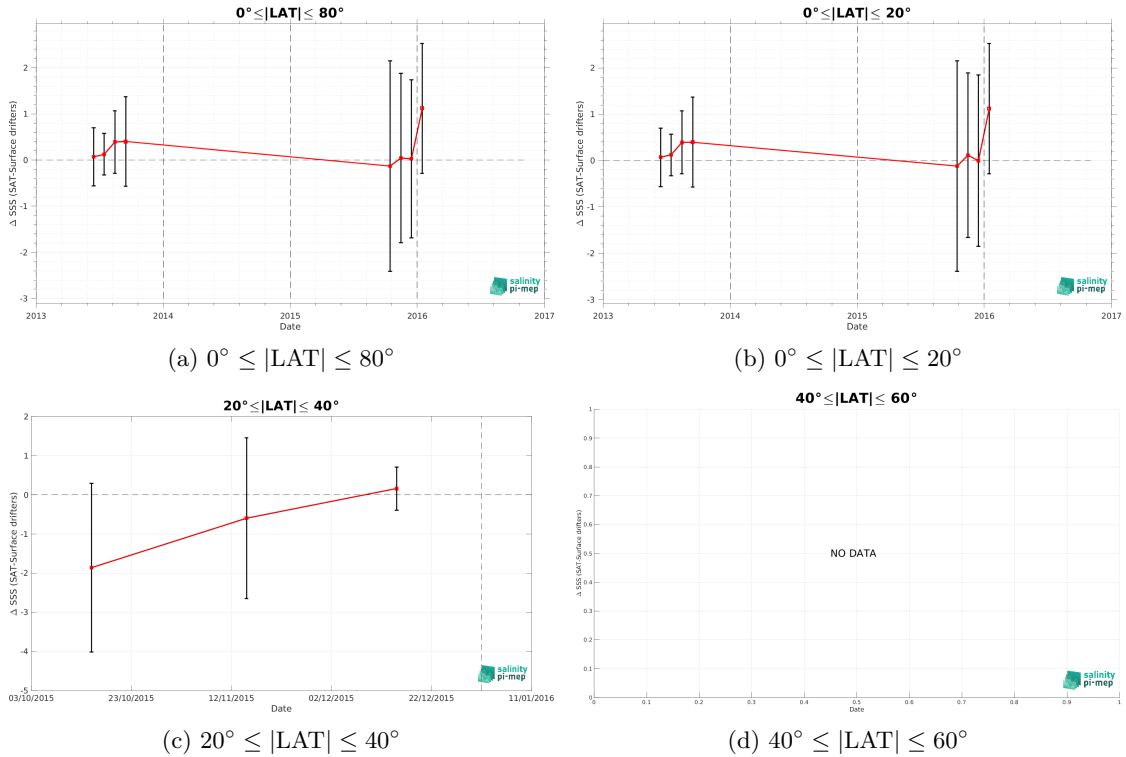 0°≤|LAT|≤ 80°
Δ SSS (SAT-Surface drifters)
2
1
0
-1
-2
-3
2013
2014
2015
2016
2017
Date
salinity
pi-mep
(a) 0° ≤ |LAT| ≤ 80°
0°≤|LAT|≤ 20°
Δ SSS (SAT-Surface drifters)
2
1
0
-1
-2
-3
2013
2014
2015
2016
2017
Date
salinity
pi-mep
(b) 0° ≤ |LAT| ≤ 20°
20°≤|LAT|≤ 40°
Δ SSS (SAT-Surface drifters)
2
1
0
-1
-2
-3
-4
-5
03/10/2015
23/10/2015
12/11/2015
02/12/2015
22/12/2015
11/01/2016
Date
salinity
pi-mep
(c) 20° ≤ |LAT| ≤ 40°
40°≤|LAT|≤ 60°
Δ SSS (SAT-Surface drifters)
1
0.9
0.8
0.7
0.6
0.5
0.4
0.3
0.2
0.1
0
NO DATA
0
0.1
0.2
0.3
0.4
0.5
0.6
0.7
0.8
0.9
1
Date
salinity
pi-mep
(d) 40° ≤ |LAT| ≤ 60°